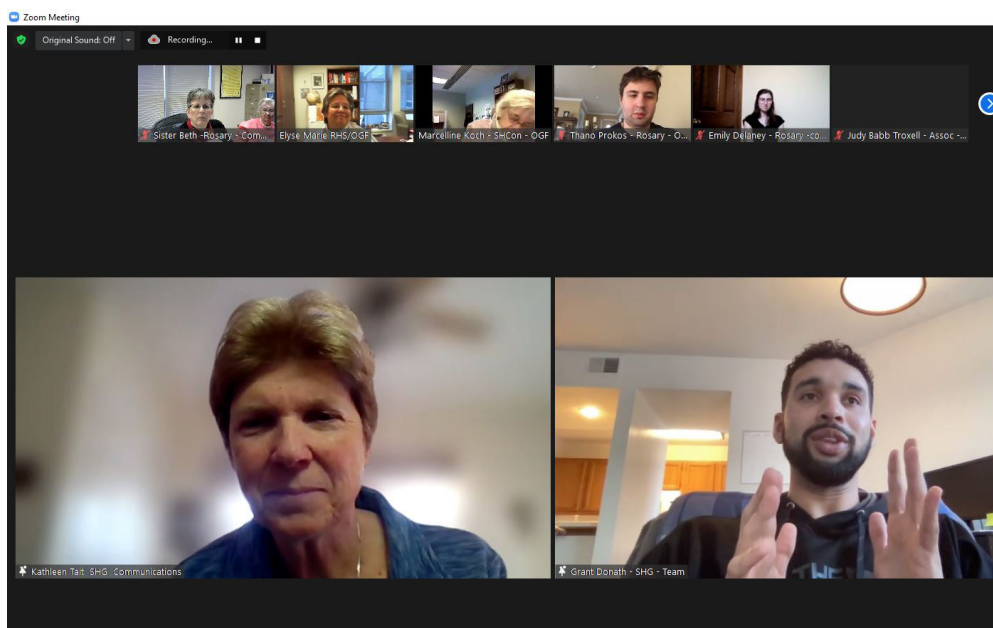 Zoom Meeting
Original Sound: Off
Recording...
Sister Beth -Rosary - Com...
Elyse Marie RHS/OGF
Marcelline Koch - SHCon - OGF
Thano Prokos - Rosary - O...
Emily Delaney - Rosary -co...
Judy Babb Troxell - Assoc -...
Kathleen Tait SHG Communications
Grant Donath - SHG - Team